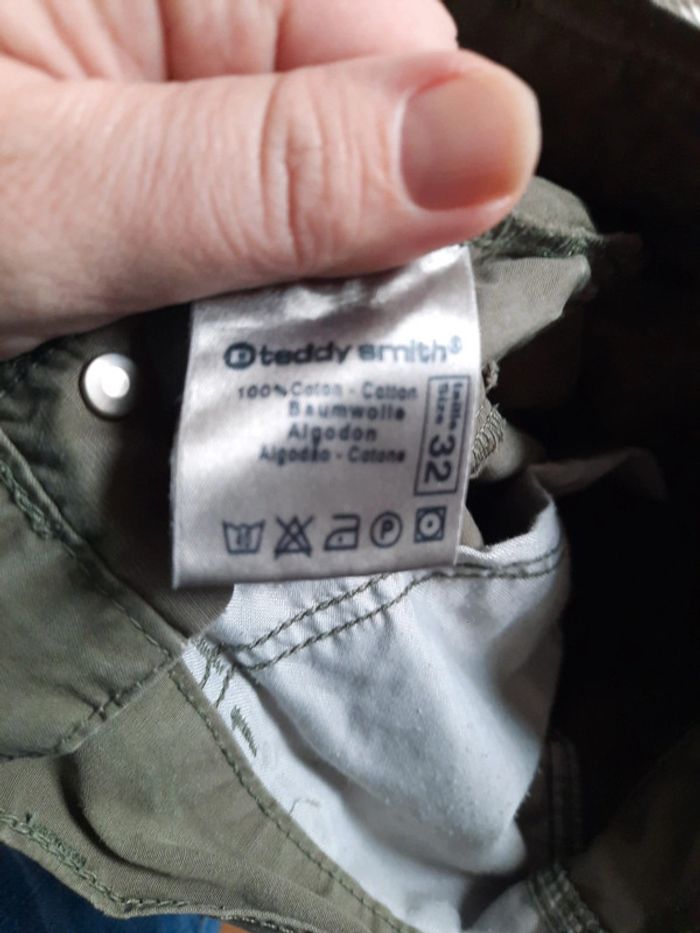 teddy smith®
100% Coton - Cotton
Baumwolle
Algodon
Algodão - Cotone
Taille
Size 32
P